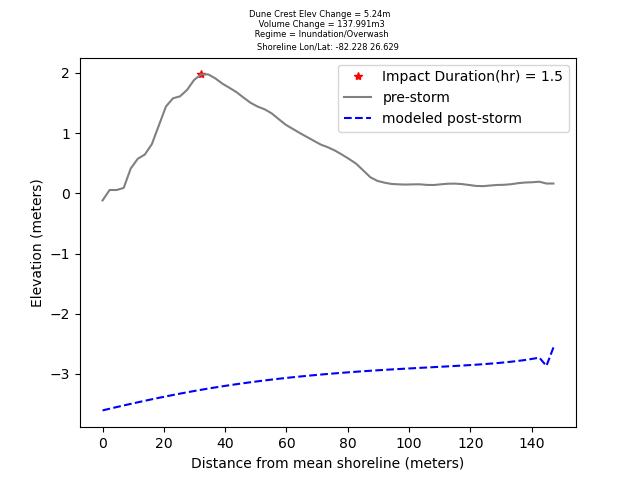 Dune Crest Elev Change = 5.24m
Volume Change = 137.991m3
Regime = Inundation/Overwash
Shoreline Lon/Lat: -82.228 26.629
Impact Duration(hr) = 1.5
pre-storm
modeled post-storm
2
1
0
−1
−2
−3
Elevation (meters)
0 20 40 60 80 100 120 140
Distance from mean shoreline (meters)